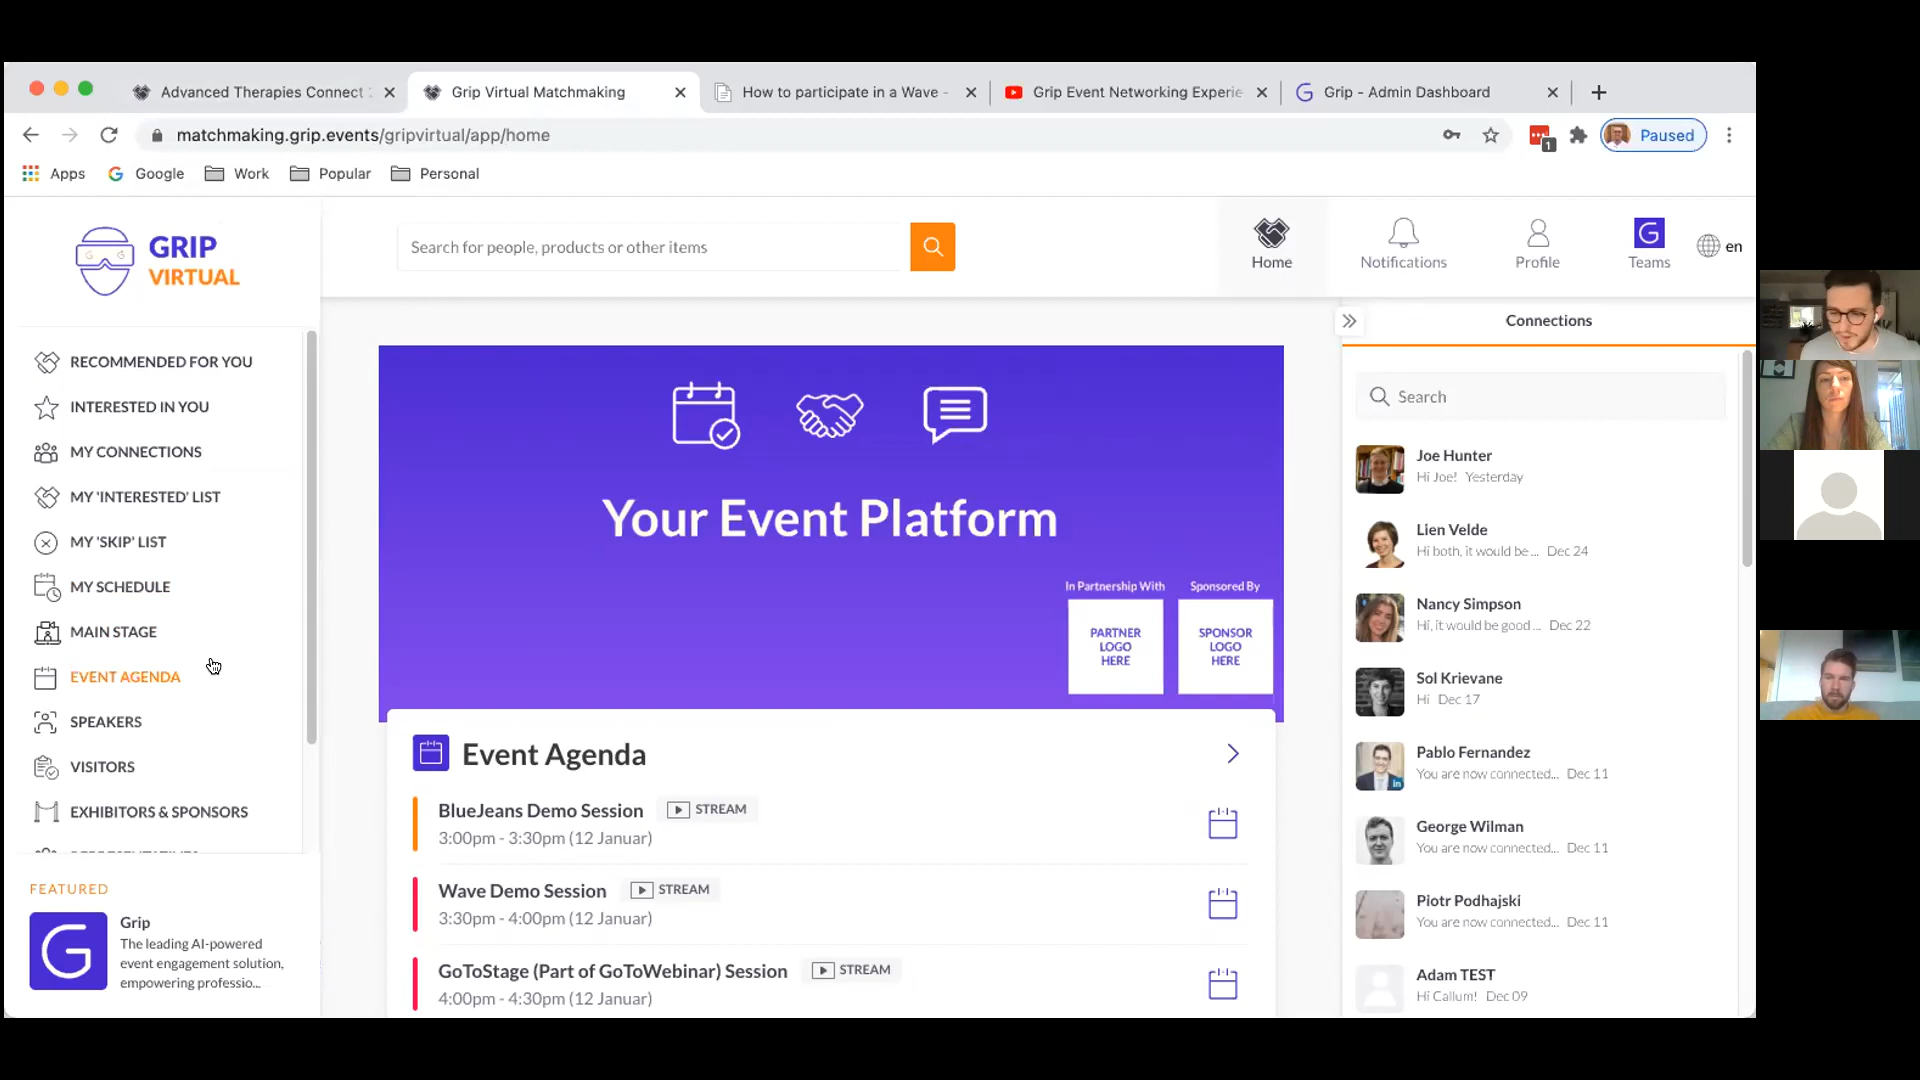 Advanced Therapies Connect 2
Grip Virtual Matchmaking
How to participate in a Wave -
Grip Event Networking Experie
Grip - Admin Dashboard
matchmaking.grip.events/gripvirtual/app/home
1
Paused
Apps
Google
Work
Popular
Personal
GRIP
VIRTUAL
Search for people, products or other items
Home
Notifications
Profile
G
Teams
en
RECOMMENDED FOR YOU
INTERESTED IN YOU
MY CONNECTIONS
MY 'INTERESTED' LIST
MY 'SKIP' LIST
MY SCHEDULE
MAIN STAGE
EVENT AGENDA
SPEAKERS
VISITORS
EXHIBITORS & SPONSORS
FEATURED
G
Grip
The leading AI-powered
event engagement solution,
empowering professio...
Your Event Platform
In Partnership With
Sponsored By
PARTNER
LOGO
HERE
SPONSOR
LOGO
HERE
Event Agenda
BlueJeans Demo Session STREAM
3:00pm - 3:30pm (12 Januar)
Wave Demo Session STREAM
3:30pm - 4:00pm (12 Januar)
GoToStage (Part of GoToWebinar) Session STREAM
4:00pm - 4:30pm (12 Januar)
Connections
Search
Joe Hunter
Hi Joe! Yesterday
Lien Velde
Hi both, it would be ... Dec 24
Nancy Simpson
Hi, it would be good ... Dec 22
Sol Krievane
Hi Dec 17
Pablo Fernandez
You are now connected... Dec 11
George Wilman
You are now connected... Dec 11
Piotr Podhajski
You are now connected... Dec 11
Adam TEST
Hi Callum! Dec 09